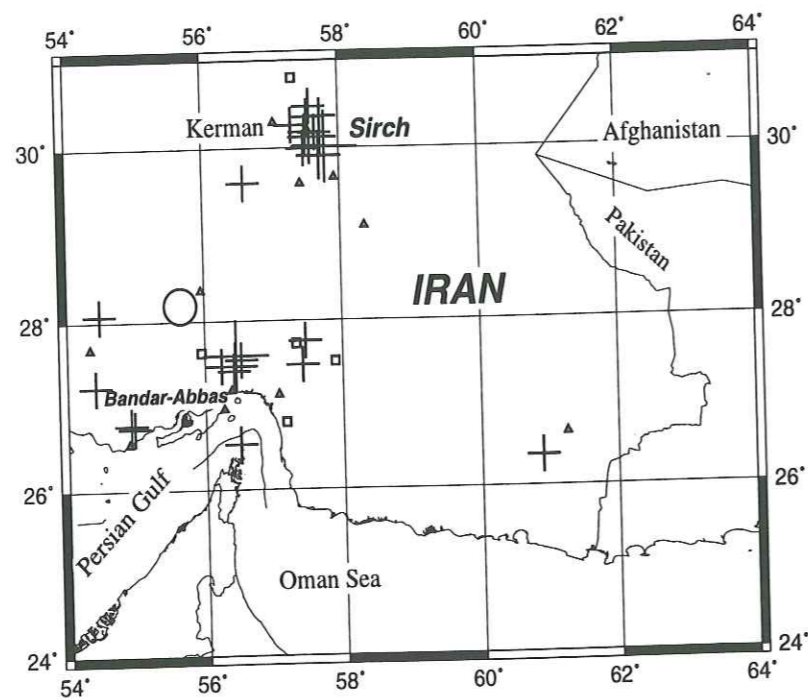 54° 56° 58° 60° 62° 64°
Kerman Sirch Afghanistan
30° 30°
Pakistan
IRAN
28° 28°
Bandar-Abbas
26° 26°
Persian Gulf
Oman Sea
24° 24°
54° 56° 58° 60° 62° 64°